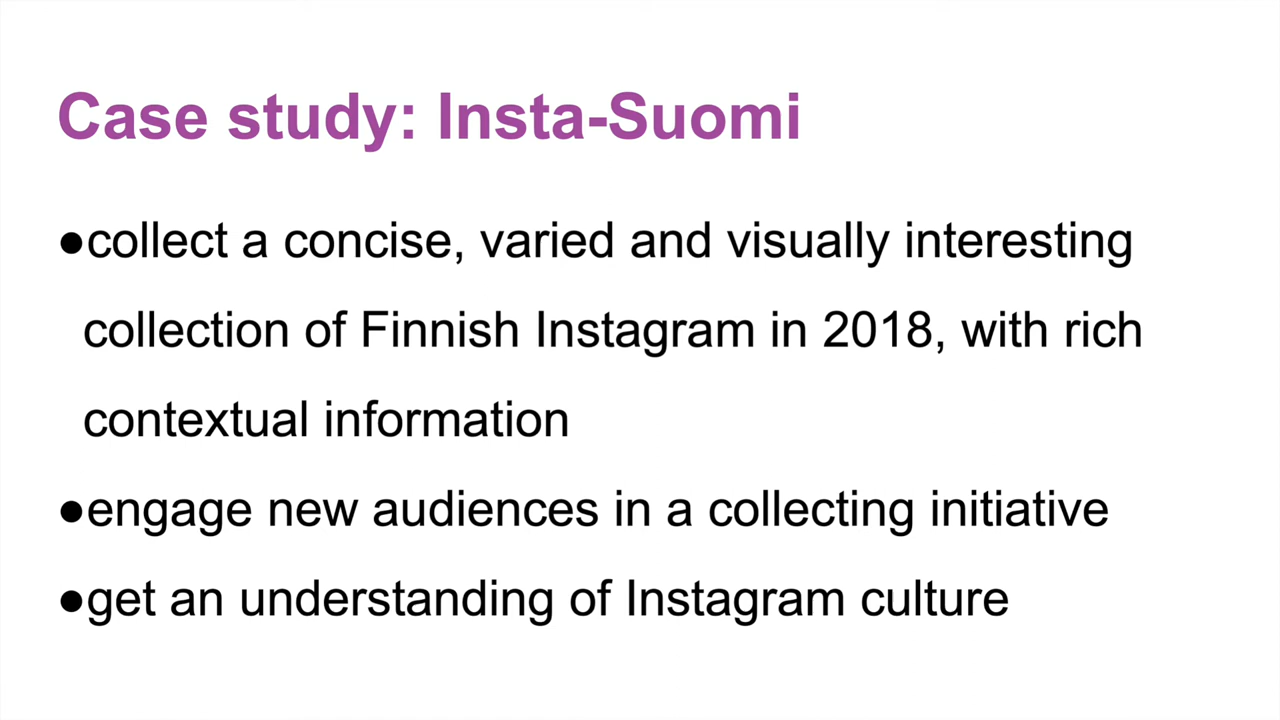 Case study: Insta-Suomi
●collect a concise, varied and visually interesting
collection of Finnish Instagram in 2018, with rich
contextual information
●engage new audiences in a collecting initiative
●get an understanding of Instagram culture